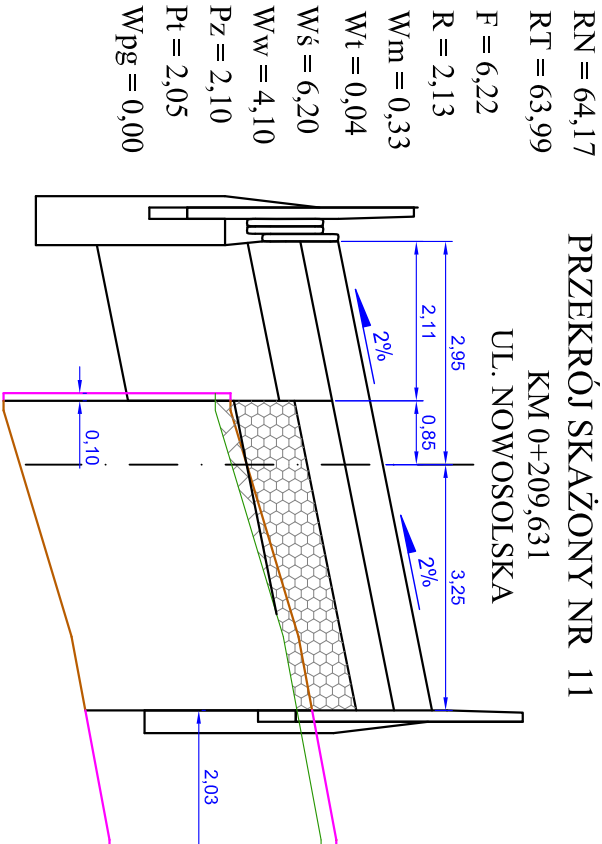 PRZEKRÓJ SKAŻONY NR 11
KM 0+209,631
UL. NOWOSOLSKA
RN = 64,17
RT = 63,99
F = 6,22
R = 2,13
Wm = 0,33
Wt = 0,04
Wś = 6,20
Ww = 4,10
Pz = 2,10
Pt = 2,05
Wpg = 0,00
2,95
3,25
2,11
0,85
2%
2%
0,10
2,03